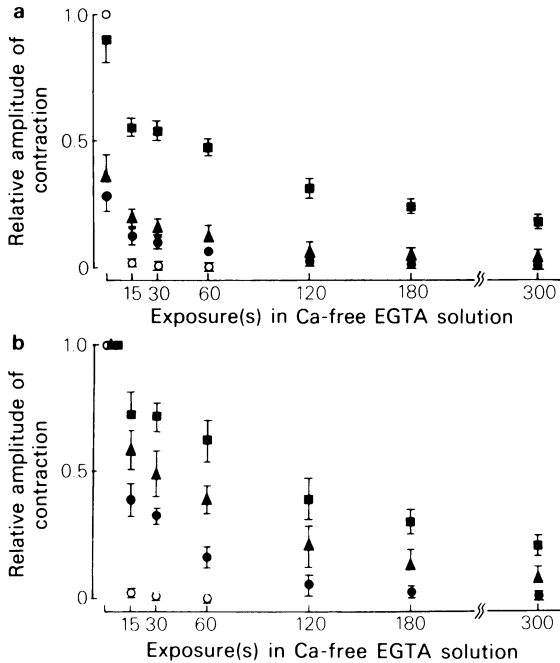 a
Relative amplitude of
contraction
1.0
0.5
0
15 30 60 120 180 300
Exposure(s) in Ca-free EGTA solution
b
Relative amplitude of
contraction
1.0
0.5
0
15 30 60 120 180 300
Exposure(s) in Ca-free EGTA solution